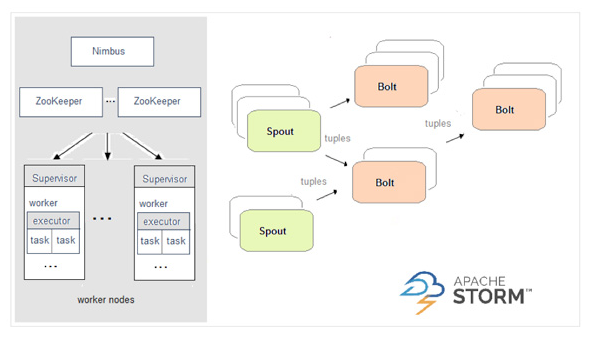 Nimbus
ZooKeeper ... ZooKeeper
Supervisor
worker
executor
task task
...
...
Supervisor
worker
executor
task task
...
worker nodes
Spout
tuples
Bolt
Spout
tuples
Bolt
tuples
Bolt
APACHE
STORM™